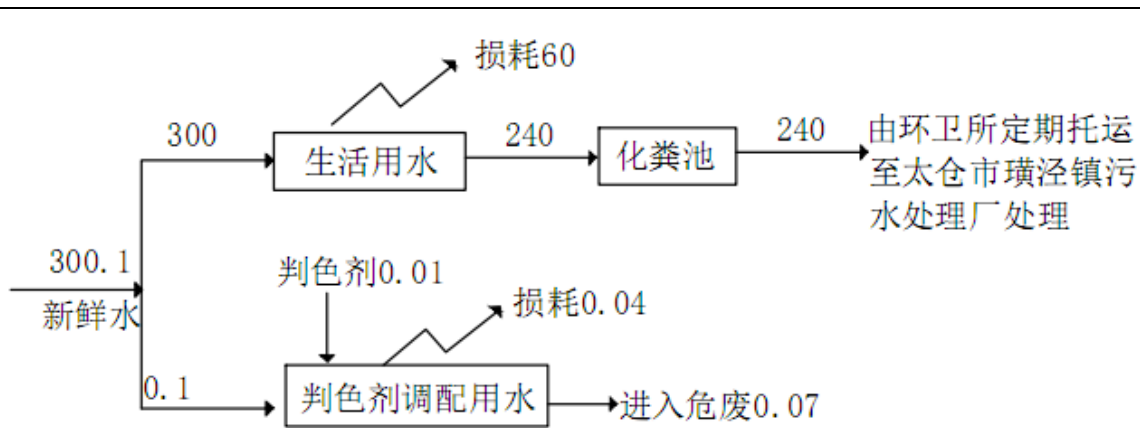 损耗60
300
生活用水
240
化粪池
240
由环卫所定期托运
至太仓市璜泾镇污
水处理厂处理
300.1
新鲜水
判色剂0.01
损耗0.04
0.1
判色剂调配用水
进入危废0.07